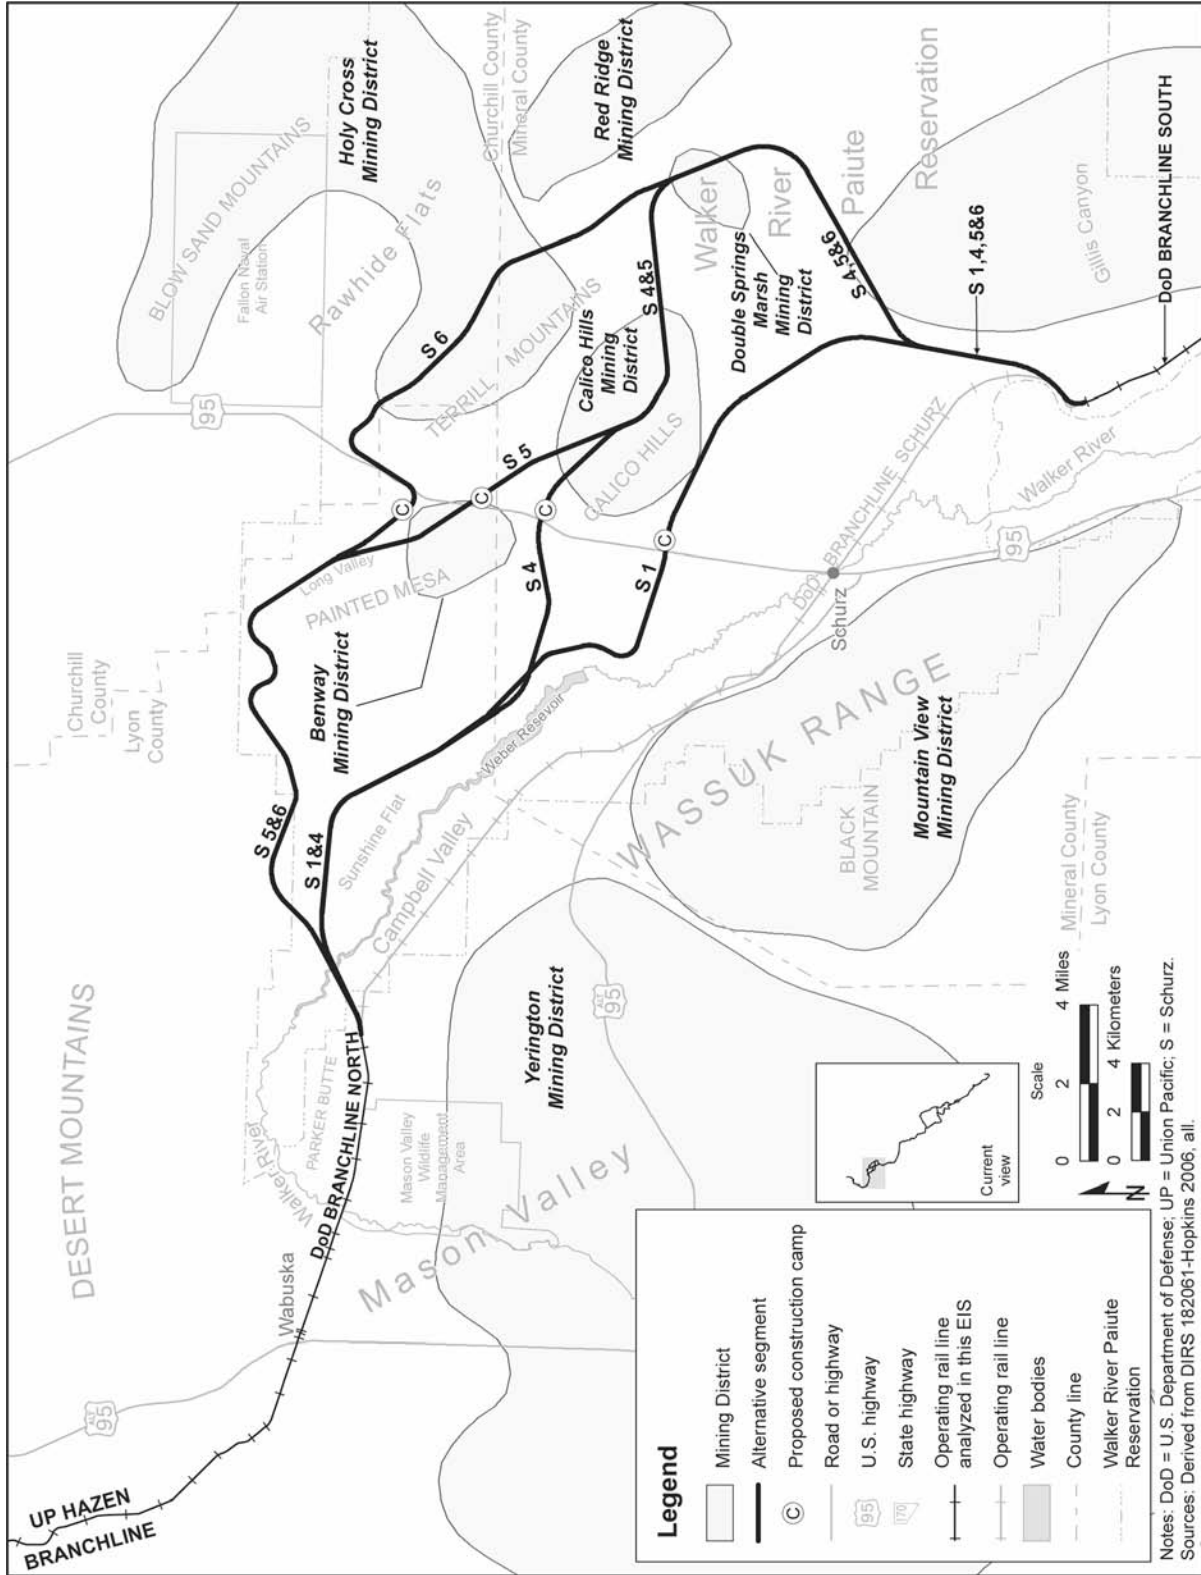 UP HAZEN
BRANCHLINE
ALT
95
DESERT MOUNTAINS
Wabuska
DoD BRANCHLINE NORTH
Walker River
PARKER BUTTE
Mason Valley
Wildlife
Management
Area
Mason Valley
Yerington
Mining District
ALT
95
S 5&6
S 1&4
Sunshine Flat
Campbell Valley
Weber Resevoir
Churchill
County
Lyon
County
Benway
Mining District
Long Valley
PAINTED MESA
C
C
C
C
S 4
S 1
S 5
S 6
95
BLOW SAND MOUNTAINS
Fallon Naval
Air Station
Rawhide Flats
Holy Cross
Mining District
Churchill County
Mineral County
Red Ridge
Mining District
TERRILL MOUNTAINS
Calico Hills
Mining
District
CALICO HILLS
S 4&5
Double Springs
Marsh
Mining
District
Walker
River
Paiute
Reservation
S 4,5&6
S 1,4,5&6
Gillis Canyon
DoD BRANCHLINE SOUTH
DoD BRANCHLINE SCHURZ
Walker River
95
Schurz
WASSUK RANGE
BLACK
MOUNTAIN
Mountain View
Mining District
Mineral County
Lyon County
Legend
Mining District
Alternative segment
C
Proposed construction camp
Road or highway
95
U.S. highway
170
State highway
Operating rail line
analyzed in this EIS
Operating rail line
Water bodies
County line
Walker River Paiute
Reservation
Current
view
Scale
0 2 4 Miles
0 2 4 Kilometers
N
Notes: DoD = U.S. Department of Defense; UP = Union Pacific; S = Schurz.
Sources: Derived from DIRS 182061-Hopkins 2006, all.